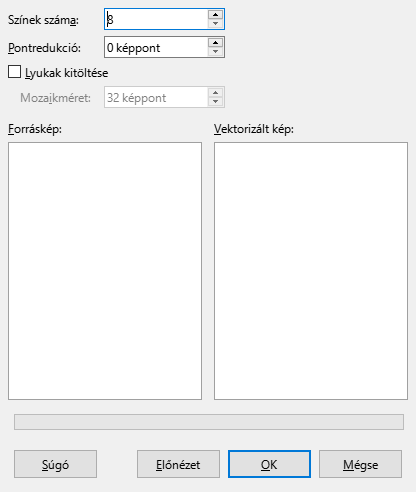 Színek száma: 8
Pontredukció: 0 képpont
Lyukak kitöltése
Mozaikméret: 32 képpont
Forráskép: Vektorizált kép:
Súgó Előnézet OK Mégse